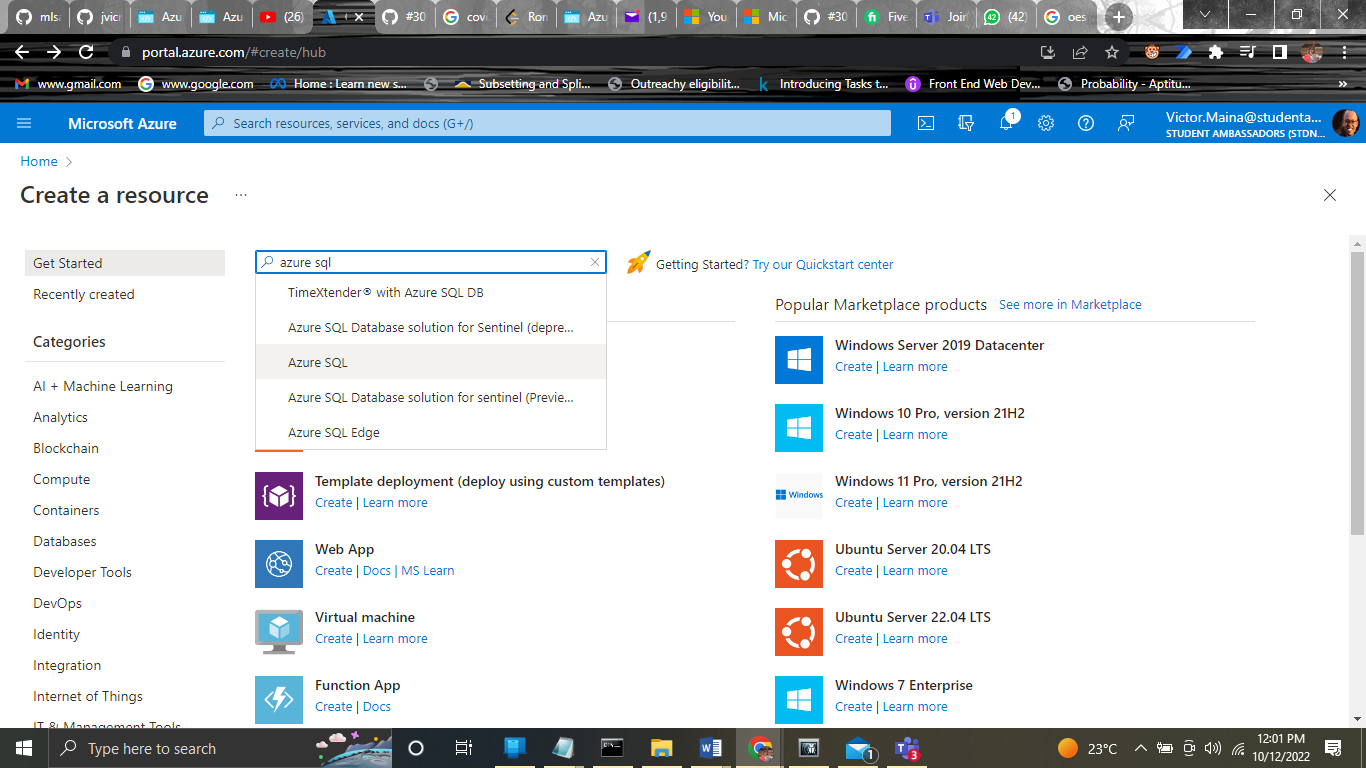 mlsa
jvicr
Azu
Azu
(26)
C
#30
cov
Ron
Azu
(1,9
You
Mic
#30
Five
Join
(42)
oes
portal.azure.com/#create/hub
www.gmail.com
www.google.com
Home : Learn new s...
Subsetting and Spli...
Outreachy eligibilit...
Introducing Tasks t...
Front End Web Dev...
Probability - Aptitu...
Microsoft Azure
Search resources, services, and docs (G+/)
1
Victor.Maina@studenta...
STUDENT AMBASSADORS (STDN...
Home
Create a resource
...
Get Started
Recently created
Categories
AI + Machine Learning
Analytics
Blockchain
Compute
Containers
Databases
Developer Tools
DevOps
Identity
Integration
Internet of Things
IT & Management Tools
azure sql
TimeXtender® with Azure SQL DB
Azure SQL Database solution for Sentinel (depre...
Azure SQL
Azure SQL Database solution for sentinel (Previe...
Azure SQL Edge
Getting Started? Try our Quickstart center
Template deployment (deploy using custom templates)
Create | Learn more
Web App
Create | Docs | MS Learn
Virtual machine
Create | Learn more
Function App
Create | Docs
Popular Marketplace products See more in Marketplace
Windows Server 2019 Datacenter
Create | Learn more
Windows 10 Pro, version 21H2
Create | Learn more
Windows
Windows 11 Pro, version 21H2
Create | Learn more
Ubuntu Server 20.04 LTS
Create | Learn more
Ubuntu Server 22.04 LTS
Create | Learn more
Windows 7 Enterprise
Create | Learn more
Type here to search
1
3
23°C
12:01 PM
10/12/2022